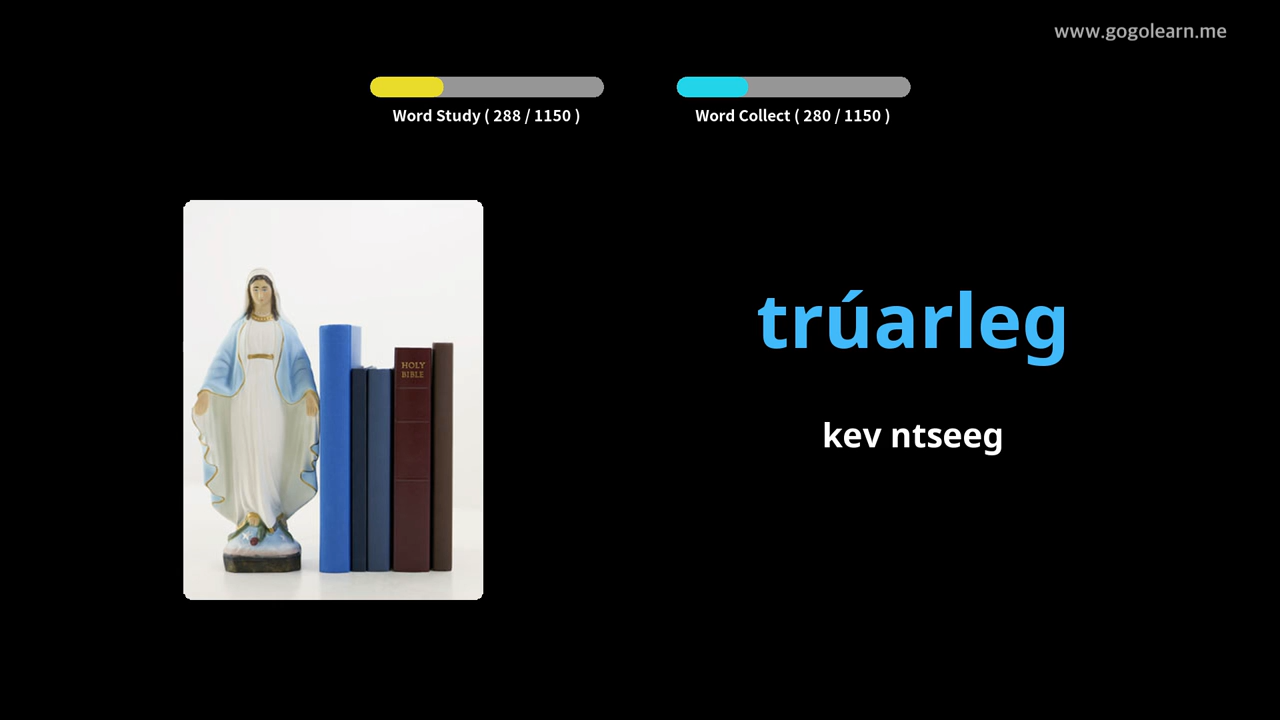 www.gogolearn.me
Word Study ( 288 / 1150 )
Word Collect ( 280 / 1150 )
HOLY
BIBLE
trúarleg
kev ntseeg